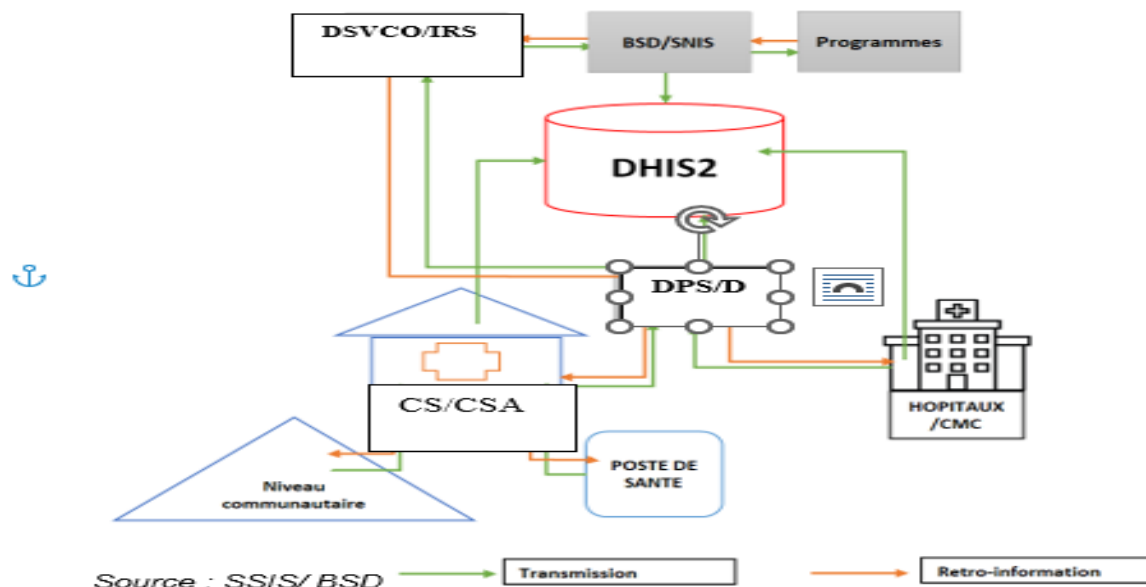 DSVCO/IRS
BSD/SNIS
Programmes
DHIS2
DPS/D
CS/CSA
HOPITAUX
/CMC
POSTE DE
SANTE
Niveau
communautaire
Source : SSIS/ BSD
Transmission
Retro-information